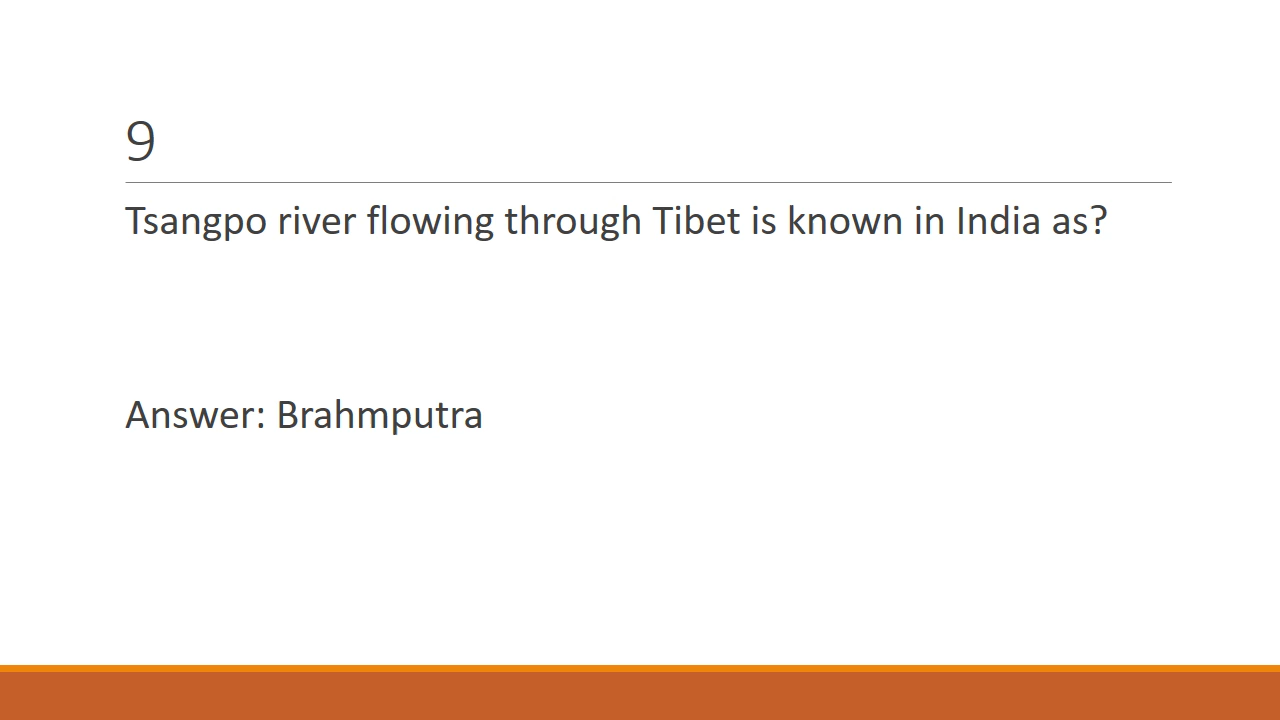 9
Tsangpo river flowing through Tibet is known in India as?
Answer: Brahmputra